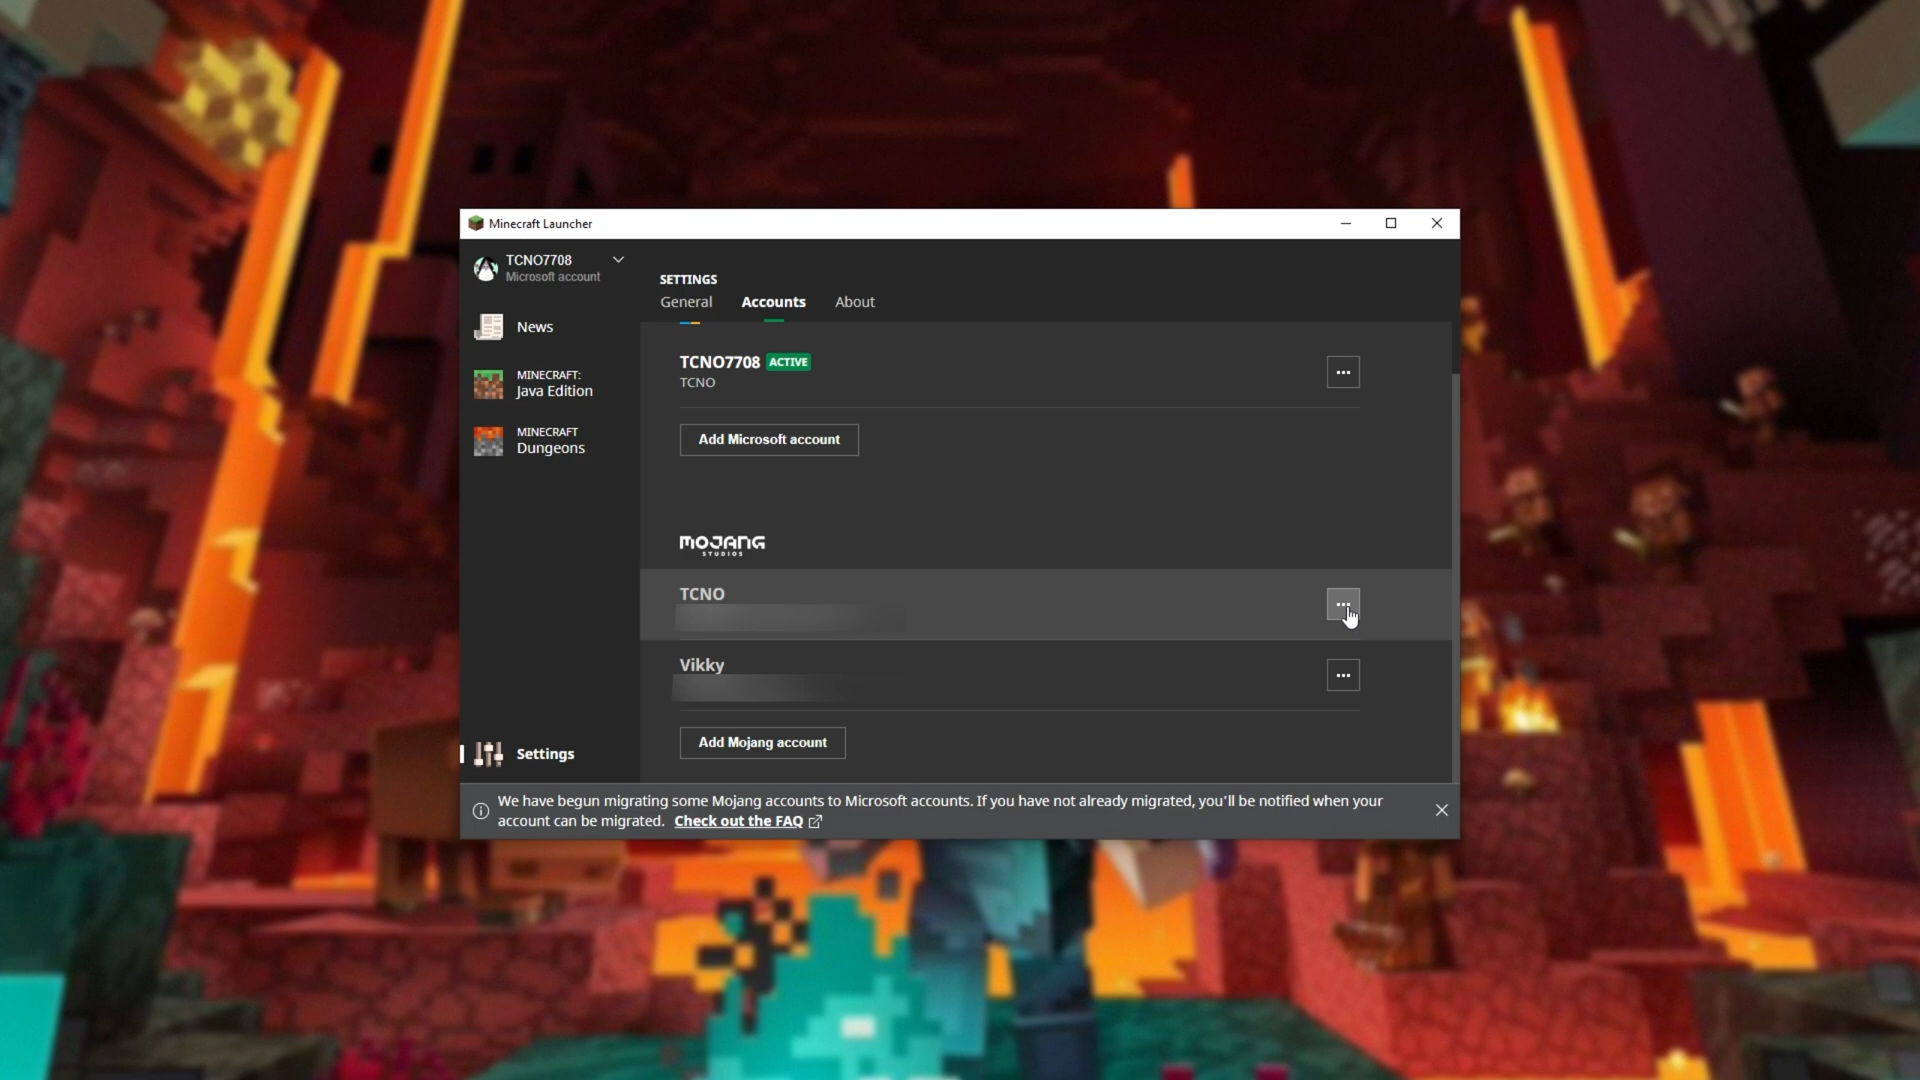 Minecraft Launcher
TCNO7708
Microsoft account
News
MINECRAFT:
Java Edition
MINECRAFT
Dungeons
Settings
SETTINGS
General Accounts About
TCNO7708 ACTIVE
TCNO
Add Microsoft account
MOJANG
STUDIOS
TCNO
Vikky
Add Mojang account
We have begun migrating some Mojang accounts to Microsoft accounts. If you have not already migrated, you'll be notified when your
account can be migrated. Check out the FAQ